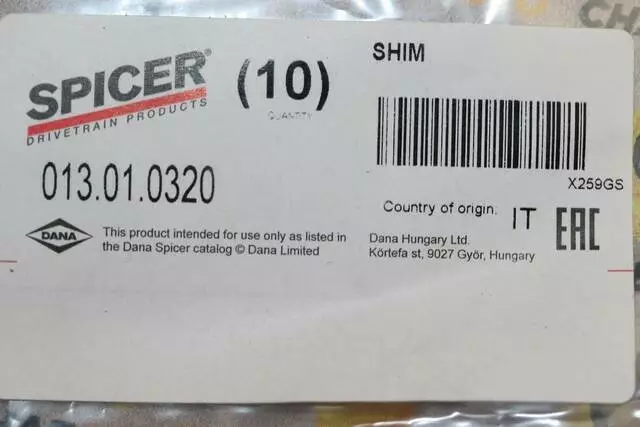 SPICER®
DRIVETRAIN PRODUCTS
(10)
QUANTITY
SHIM
X259GS
013.01.0320
Country of origin: IT
EAC
DANA
This product intended for use only as listed in
the Dana Spicer catalog © Dana Limited
Dana Hungary Ltd.
Körtefa st, 9027 Győr, Hungary
CH